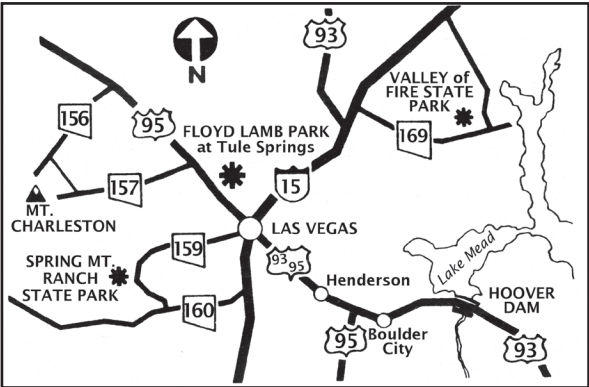 93
N
VALLEY of
FIRE STATE
PARK
156
95
FLOYD LAMB PARK
at Tule Springs
169
157
15
MT.
CHARLESTON
LAS VEGAS
159
93
95
Lake Mead
SPRING MT.
RANCH
STATE PARK
Henderson
HOOVER
DAM
160
Boulder
City
95
93